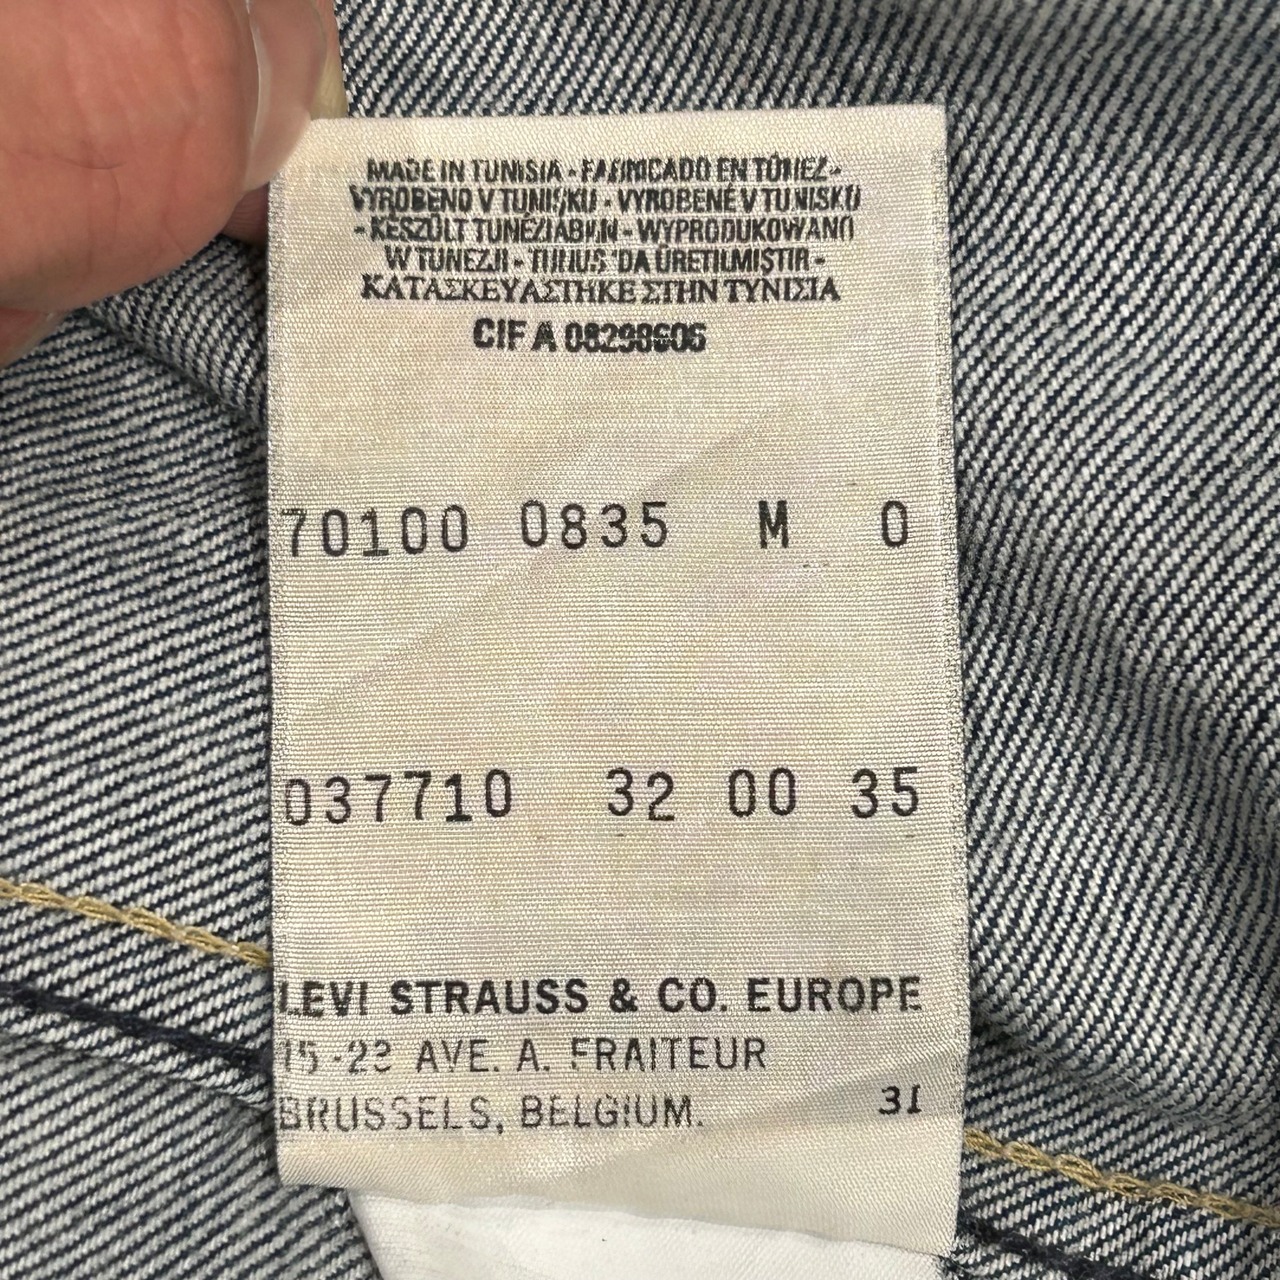 MADE IN TUNISIA - FABRICADO EN TÚNEZ -
VYROBENO V TUNISKU - VYROBENÉ V TUNISKU
- KÉSZÜLT TUNÉZIÁBAN - WYPRODUKOWANO
W TUNEZJI - TUNUS 'DA ÜRETILMISTIR -
ΚΑΤΑΣΚΕΥΑΣΤΗΚΕ ΣΤΗΝ ΤΥΝΙΣΙΑ
CIF A 08298606
70100 0835 M 0
037710 32 00 35
LEVI STRAUSS & CO. EUROPE
15-23 AVE. A. FRAITEUR
BRUSSELS, BELGIUM. 31